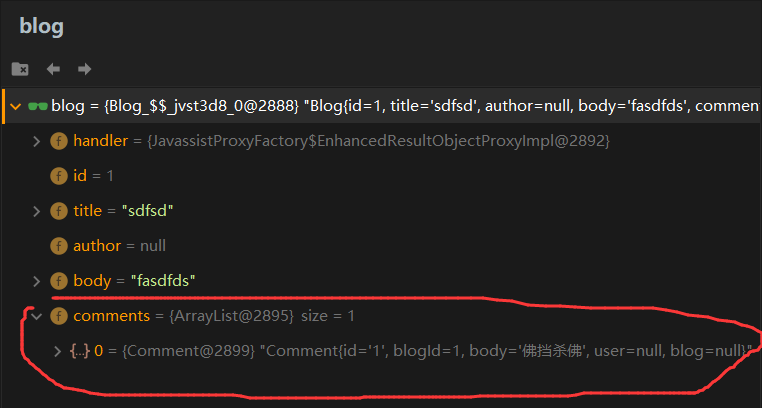 blog
blog = {Blog_$$_jvst3d8_0@2888} "Blog{id=1, title='sdfsd', author=null, body='fasdfds', comment
f handler = {JavassistProxyFactory$EnhancedResultObjectProxyImpl@2892}
f id = 1
f title = "sdfsd"
f author = null
f body = "fasdfds"
f comments = {ArrayList@2895} size = 1
{...} 0 = {Comment@2899} "Comment{id='1', blogId=1, body='佛挡杀佛', user=null, blog=null}"